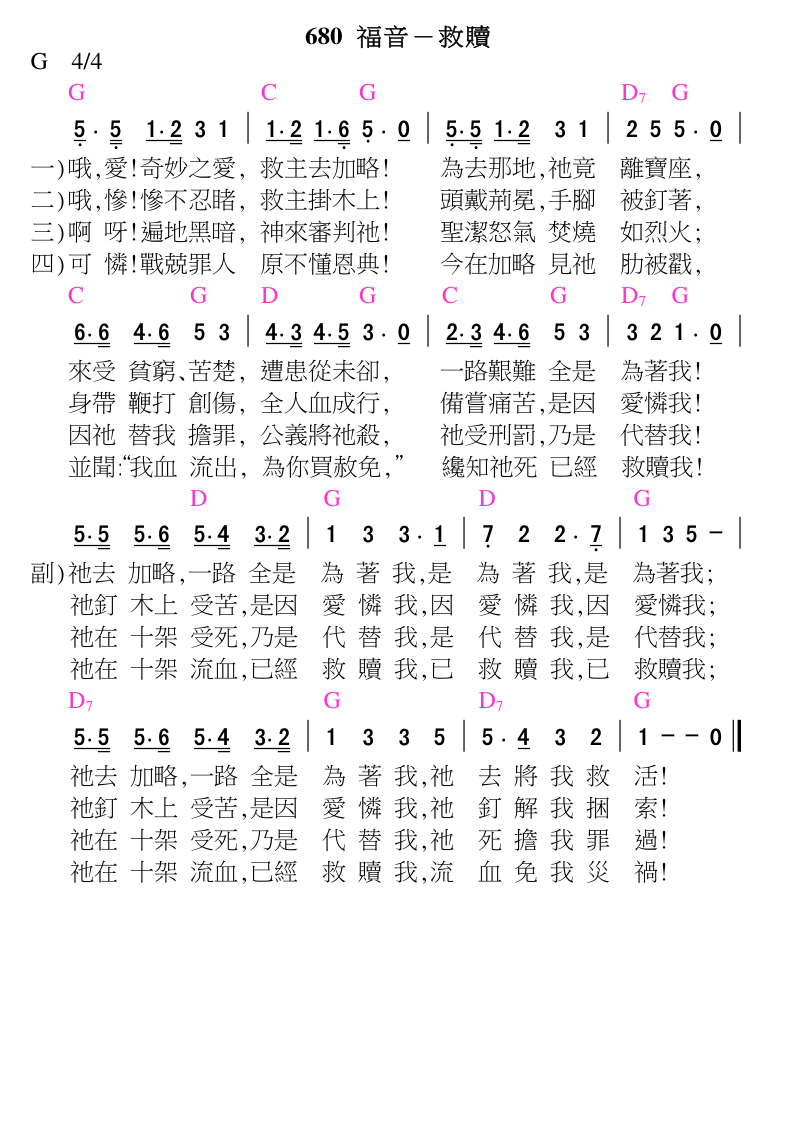 680 福音－救贖
G 4/4
G C G D7 G
5 · 5 1·2 3 1 | 1·2 1·6 5 · 0 | 5·5 1·2 3 1 | 2 5 5 · 0 |
一)哦,愛!奇妙之愛, 救主去加略! 為去那地,祂竟 離寶座,
二)哦,慘!慘不忍睹, 救主掛木上! 頭戴荊冕,手腳 被釘著,
三)啊 呀!遍地黑暗, 神來審判祂! 聖潔怒氣 焚燒 如烈火;
四)可 憐!戰兢罪人 原不懂恩典! 今在加略 見祂 肋被戳,
C G D G C G D7 G
6·6 4·6 5 3 | 4·3 4·5 3 · 0 | 2·3 4·6 5 3 | 3 2 1 · 0 |
來受 貧窮、苦楚, 遭患從未卻, 一路艱難 全是 為著我!
身帶 鞭打 創傷, 全人血成行, 備嘗痛苦,是因 愛憐我!
因祂 替我 擔罪, 公義將祂殺, 祂受刑罰,乃是 代替我!
並聞:“我血 流出, 為你買赦免,” 纔知祂死 已經 救贖我!
D G D G
5·5 5·6 5·4 3·2 | 1 3 3 · 1 | 7 2 2 · 7 | 1 3 5 － |
副)祂去 加略,一路 全是 為 著 我,是 為 著 我,是 為著我;
祂釘 木上 受苦,是因 愛 憐 我,因 愛 憐 我,因 愛憐我;
祂在 十架 受死,乃是 代 替 我,是 代 替 我,是 代替我;
祂在 十架 流血,已經 救 贖 我,已 救 贖 我,已 救贖我;
D7 G D7 G
5·5 5·6 5·4 3·2 | 1 3 3 5 | 5 · 4 3 2 | 1 － － 0 ‖
祂去 加略,一路 全是 為 著 我,祂 去 將 我 救 活!
祂釘 木上 受苦,是因 愛 憐 我,祂 釘 解 我 捆 索!
祂在 十架 受死,乃是 代 替 我,祂 死 擔 我 罪 過!
祂在 十架 流血,已經 救 贖 我,流 血 免 我 災 禍!